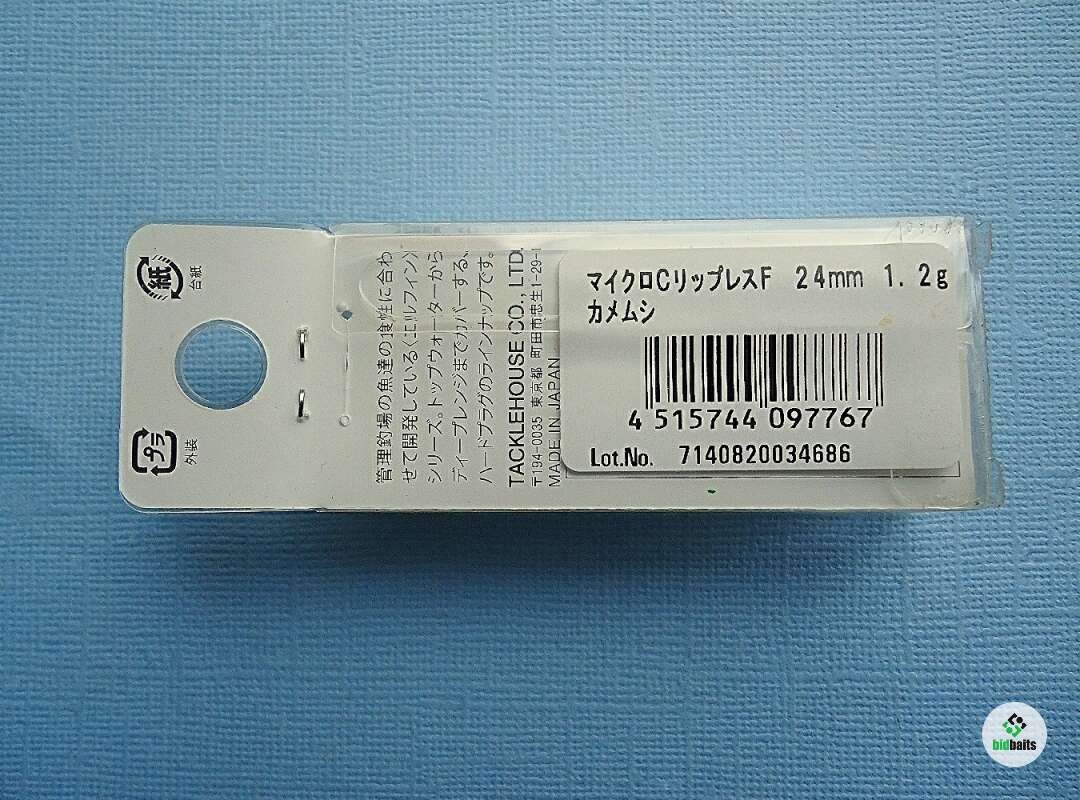 紙
台紙
プラ
外装
管理釣場の魚達の食性に合わ
せて開発している〈エルフィン〉
シリーズ。トップウォーターから
ディープレンジまでカバーする、
ハードプラグのラインナップです。
TACKLEHOUSE CO., LTD.
〒194-0035 東京都 町田市忠生1-29-1
MADE IN JAPAN
マイクロCリップレスF 24mm 1.2g
カメムシ
4 515744 097767
Lot.No. 7140820034686
bidbaits